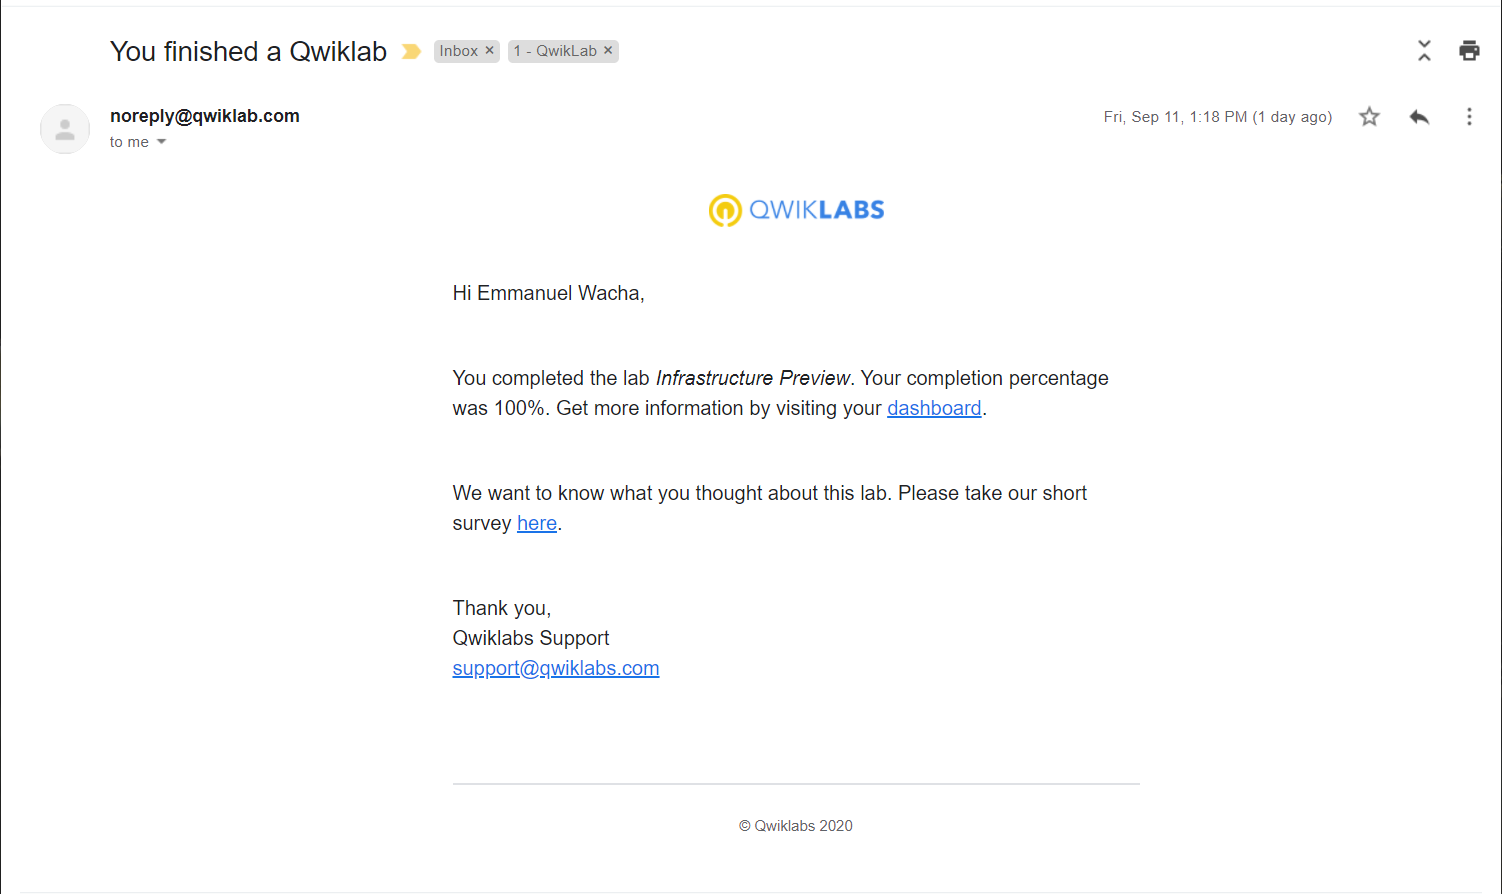 You finished a Qwiklab Inbox × 1 - QwikLab ×
noreply@qwiklab.com Fri, Sep 11, 1:18 PM (1 day ago)
to me
QWIKLABS
Hi Emmanuel Wacha,
You completed the lab Infrastructure Preview. Your completion percentage
was 100%. Get more information by visiting your dashboard.
We want to know what you thought about this lab. Please take our short
survey here.
Thank you,
Qwiklabs Support
support@qwiklabs.com
© Qwiklabs 2020